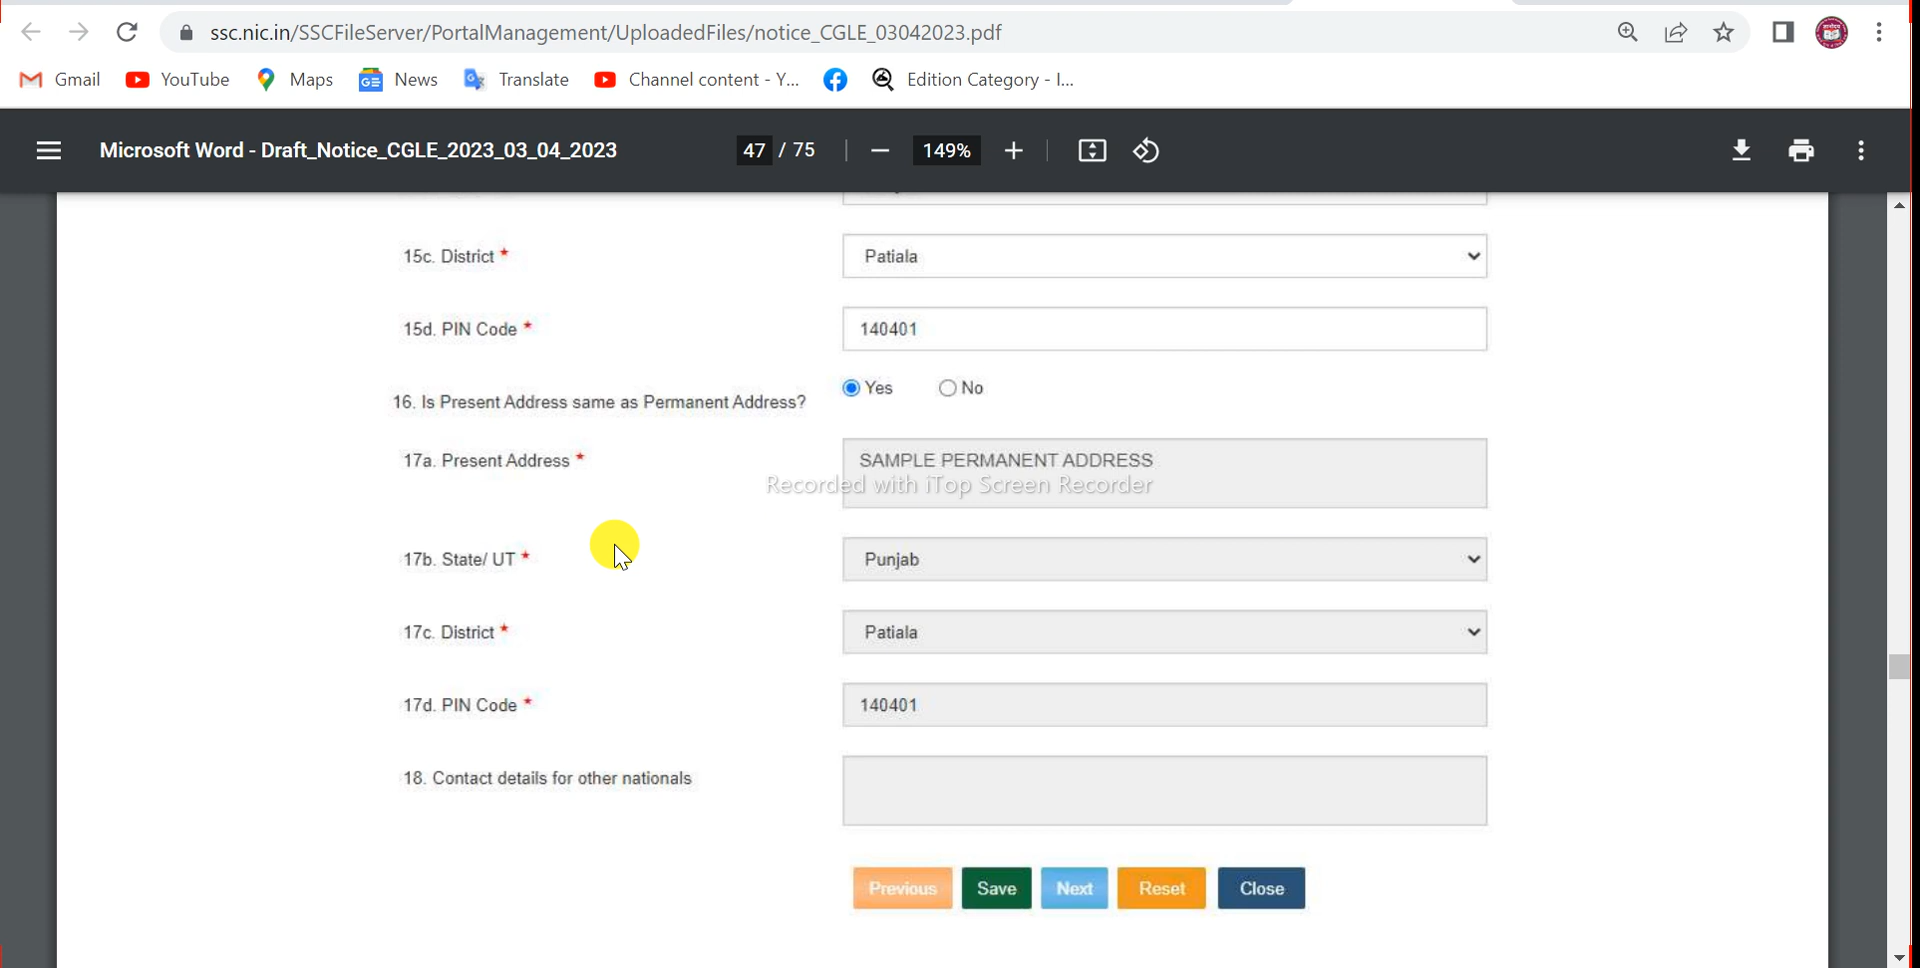 ssc.nic.in/SSCFileServer/PortalManagement/UploadedFiles/notice_CGLE_03042023.pdf
Gmail YouTube Maps News Translate Channel content - Y... Edition Category - I...
Microsoft Word - Draft_Notice_CGLE_2023_03_04_2023 47 / 75 149%
15c. District * Patiala
15d. PIN Code * 140401
16. Is Present Address same as Permanent Address? Yes No
17a. Present Address * SAMPLE PERMANENT ADDRESS
Recorded with iTop Screen Recorder
17b. State/ UT * Punjab
17c. District * Patiala
17d. PIN Code * 140401
18. Contact details for other nationals
Previous Save Next Reset Close